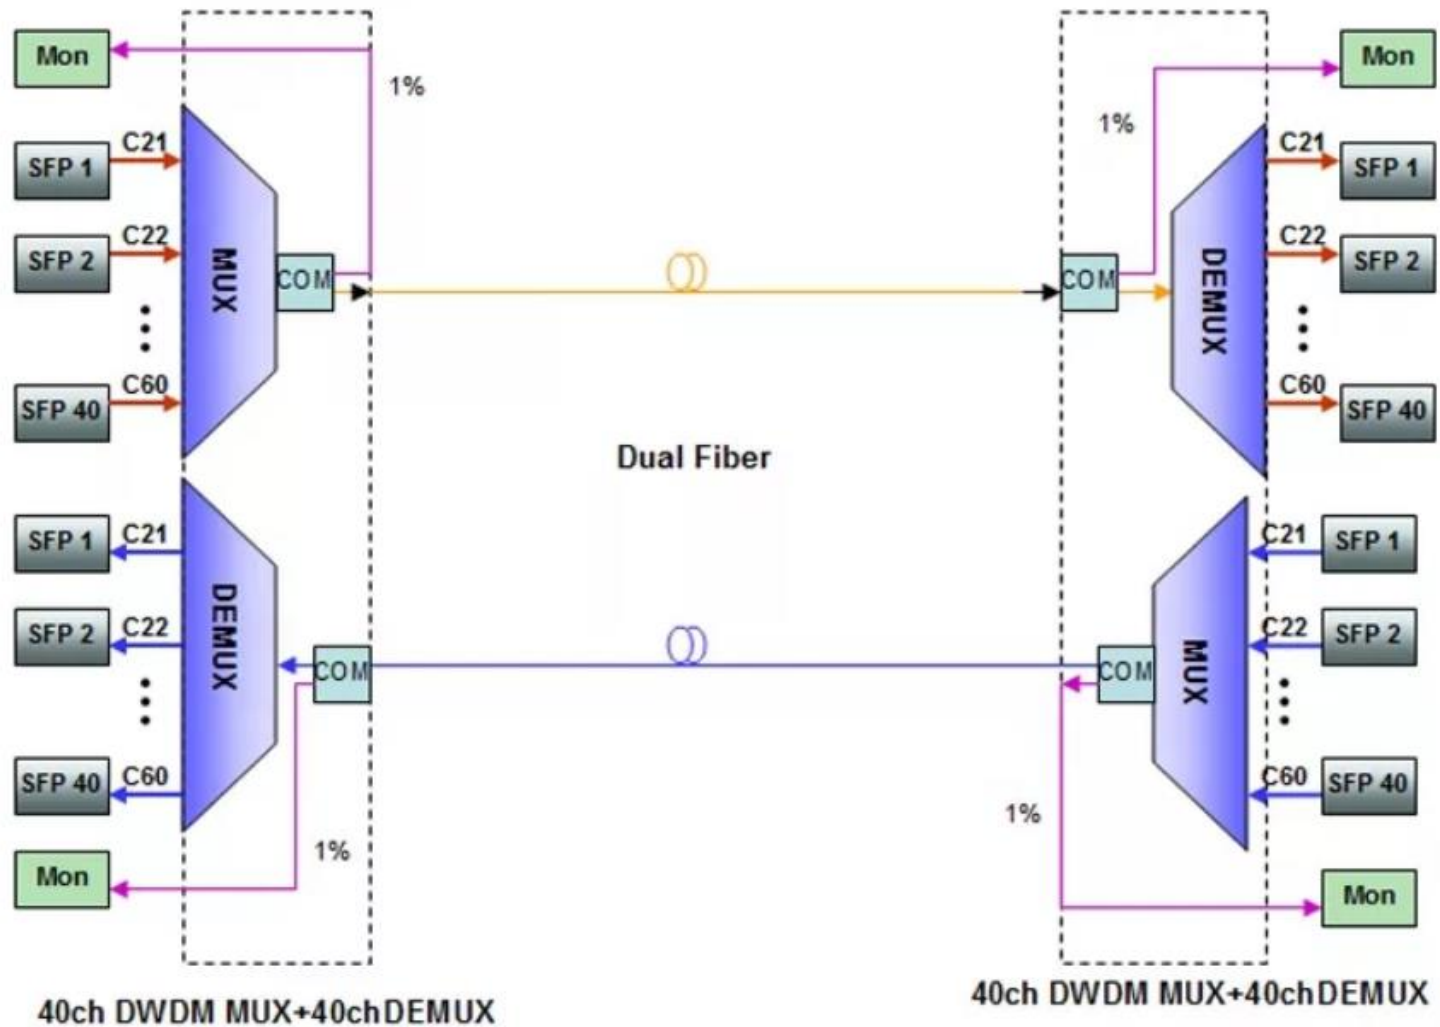 Mon
1%
SFP 1
C21
SFP 2
C22
SFP 40
C60
MUX
COM
Mon
1%
COM
DEMUX
C21
SFP 1
C22
SFP 2
C60
SFP 40
Dual Fiber
SFP 1
C21
SFP 2
C22
SFP 40
C60
DEMUX
COM
1%
Mon
COM
MUX
C21
SFP 1
C22
SFP 2
C60
SFP 40
1%
Mon
40ch DWDM MUX+40chDEMUX
40ch DWDM MUX+40chDEMUX